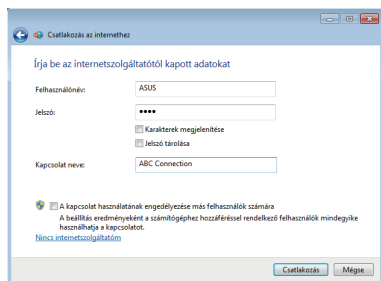 Csatlakozás az internethez
Írja be az internetszolgáltatótól kapott adatokat
Felhasználónév: ASUS
Jelszó: ••••
Karakterek megjelenítése
Jelszó tárolása
Kapcsolat neve: ABC Connection
A kapcsolat használatának engedélyezése más felhasználók számára
A beállítás eredményeként a számítógéphez hozzáféréssel rendelkező felhasználók mindegyike
használhatja a kapcsolatot.
Nincs internetszolgáltatóm
Csatlakozás Mégse